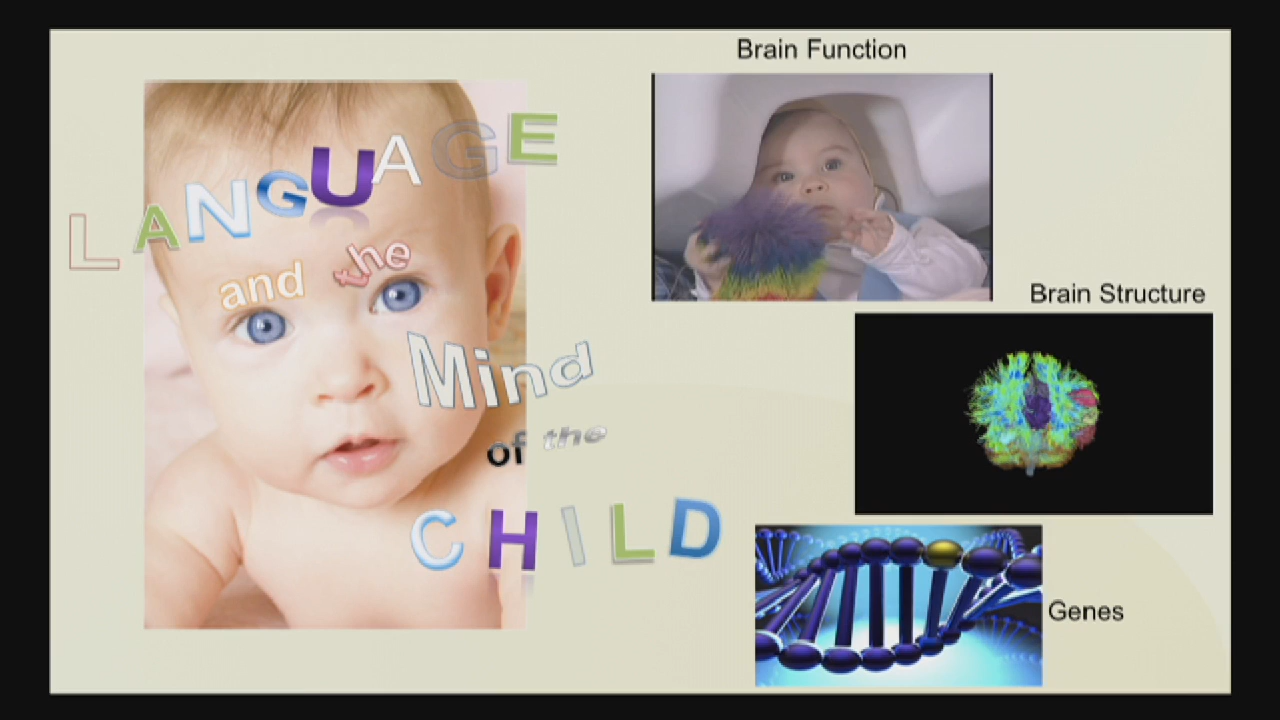 LANGUAGE
and the
Mind
of the
CHILD
Brain Function
Brain Structure
Genes